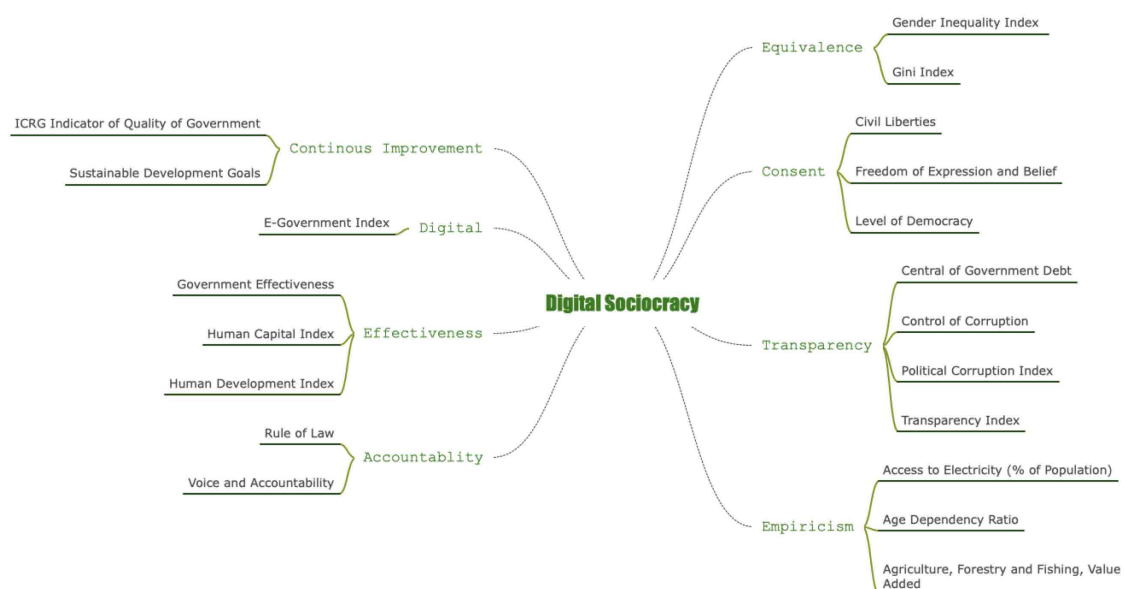 Digital Sociocracy
Equivalence
Gender Inequality Index
Gini Index
Consent
Civil Liberties
Freedom of Expression and Belief
Level of Democracy
Transparency
Central of Government Debt
Control of Corruption
Political Corruption Index
Transparency Index
Empiricism
Access to Electricity (% of Population)
Age Dependency Ratio
Agriculture, Forestry and Fishing, Value
Added
Continous Improvement
ICRG Indicator of Quality of Government
Sustainable Development Goals
Digital
E-Government Index
Effectiveness
Government Effectiveness
Human Capital Index
Human Development Index
Accountablity
Rule of Law
Voice and Accountability